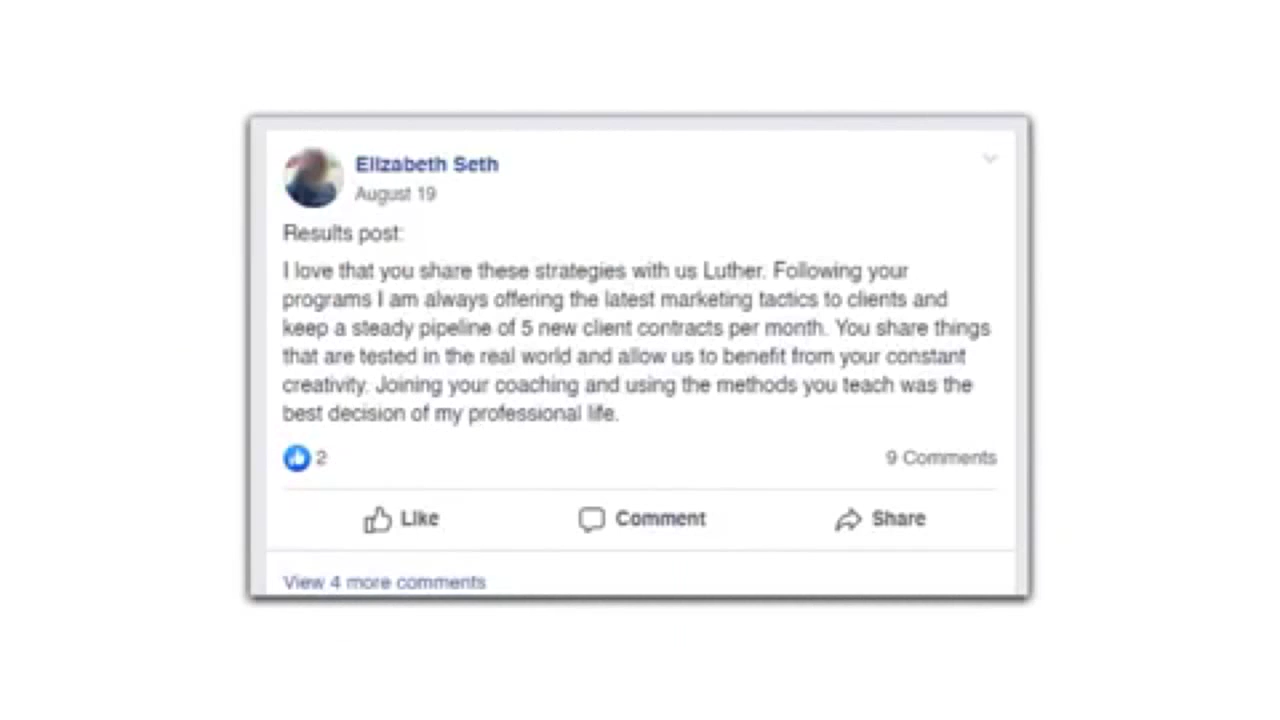 Elizabeth Seth
August 19
Results post:
I love that you share these strategies with us Luther. Following your
programs I am always offering the latest marketing tactics to clients and
keep a steady pipeline of 5 new client contracts per month. You share things
that are tested in the real world and allow us to benefit from your constant
creativity. Joining your coaching and using the methods you teach was the
best decision of my professional life.
2
9 Comments
Like
Comment
Share
View 4 more comments